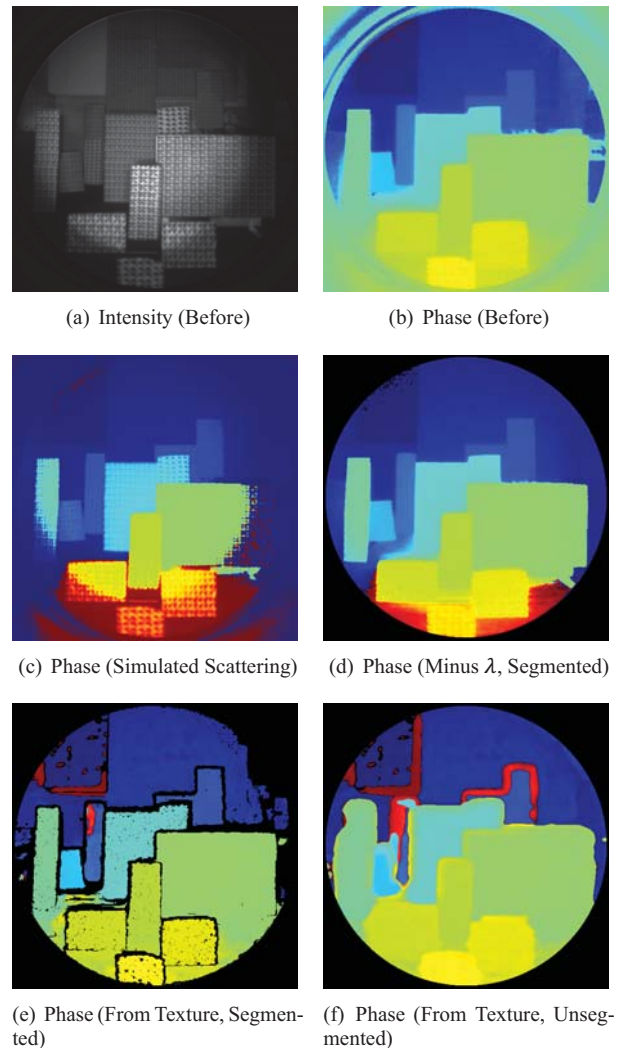 (a) Intensity (Before)
(b) Phase (Before)
(c) Phase (Simulated Scattering)
(d) Phase (Minus λ, Segmented)
(e) Phase (From Texture, Segmen-
ted)
(f) Phase (From Texture, Unseg-
mented)